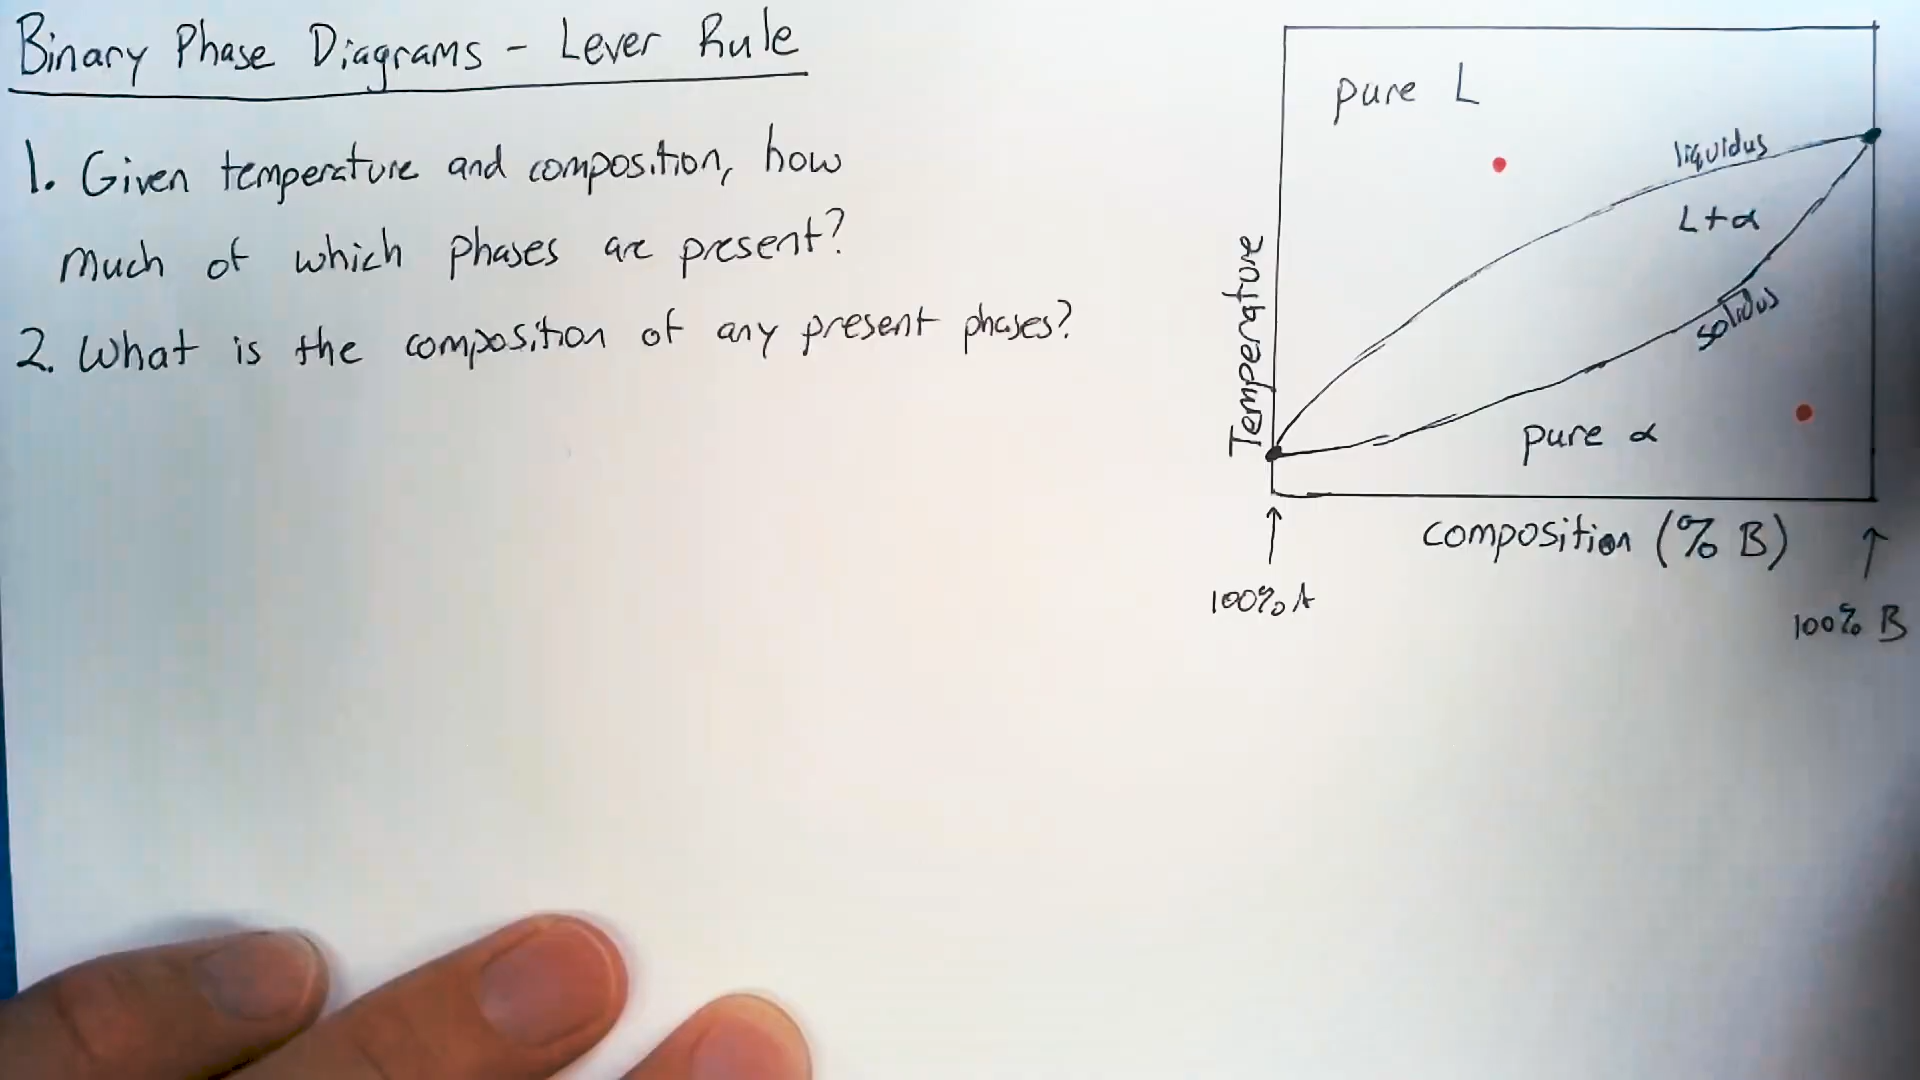 Binary Phase Diagrams - Lever Rule
1. Given temperature and composition, how
much of which phases are present?
2. What is the composition of any present phases?
pure L
liquidus
L+α
solidus
pure α
Temperature
composition (% B)
100% A
100% B